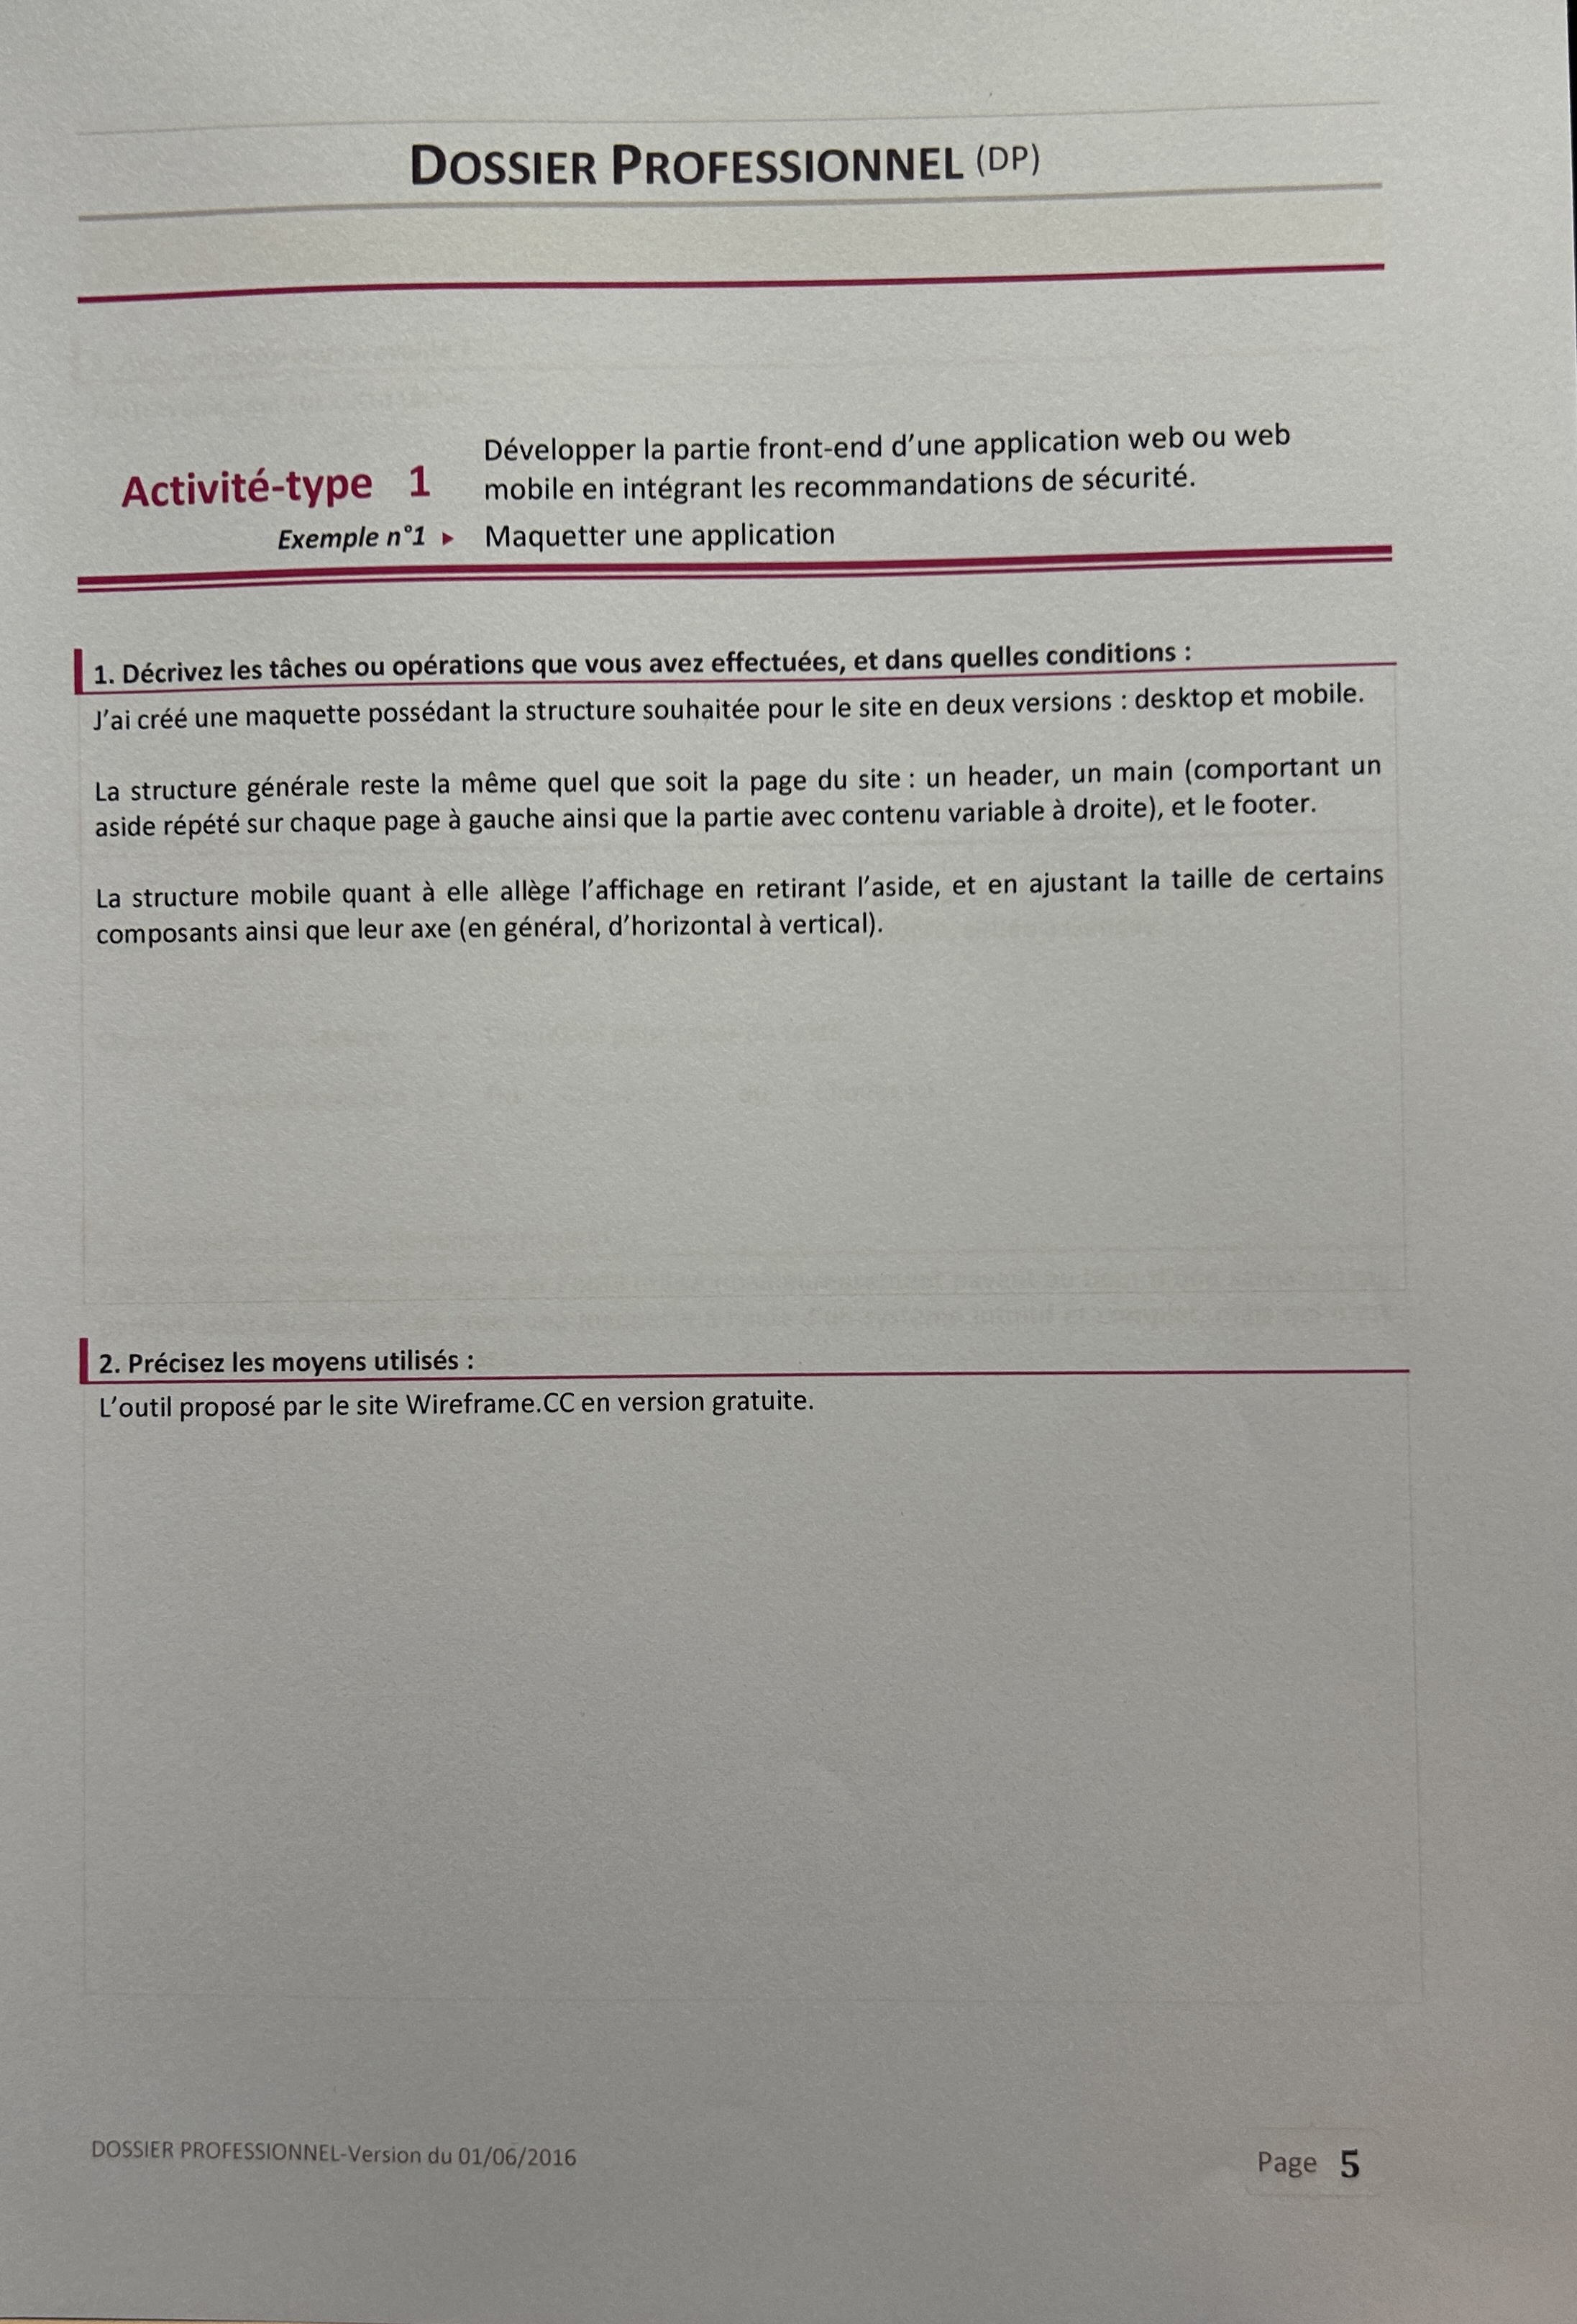 DOSSIER PROFESSIONNEL (DP)
Développer la partie front-end d’une application web ou web
Activité-type 1
mobile en intégrant les recommandations de sécurité.
Exemple n°1 ▸ Maquetter une application
1. Décrivez les tâches ou opérations que vous avez effectuées, et dans quelles conditions :
J’ai créé une maquette possédant la structure souhaitée pour le site en deux versions : desktop et mobile.
La structure générale reste la même quel que soit la page du site : un header, un main (comportant un
aside répété sur chaque page à gauche ainsi que la partie avec contenu variable à droite), et le footer.
La structure mobile quant à elle allège l’affichage en retirant l’aside, et en ajustant la taille de certains
composants ainsi que leur axe (en général, d’horizontal à vertical).
2. Précisez les moyens utilisés :
L’outil proposé par le site Wireframe.CC en version gratuite.
DOSSIER PROFESSIONNEL-Version du 01/06/2016
Page 5